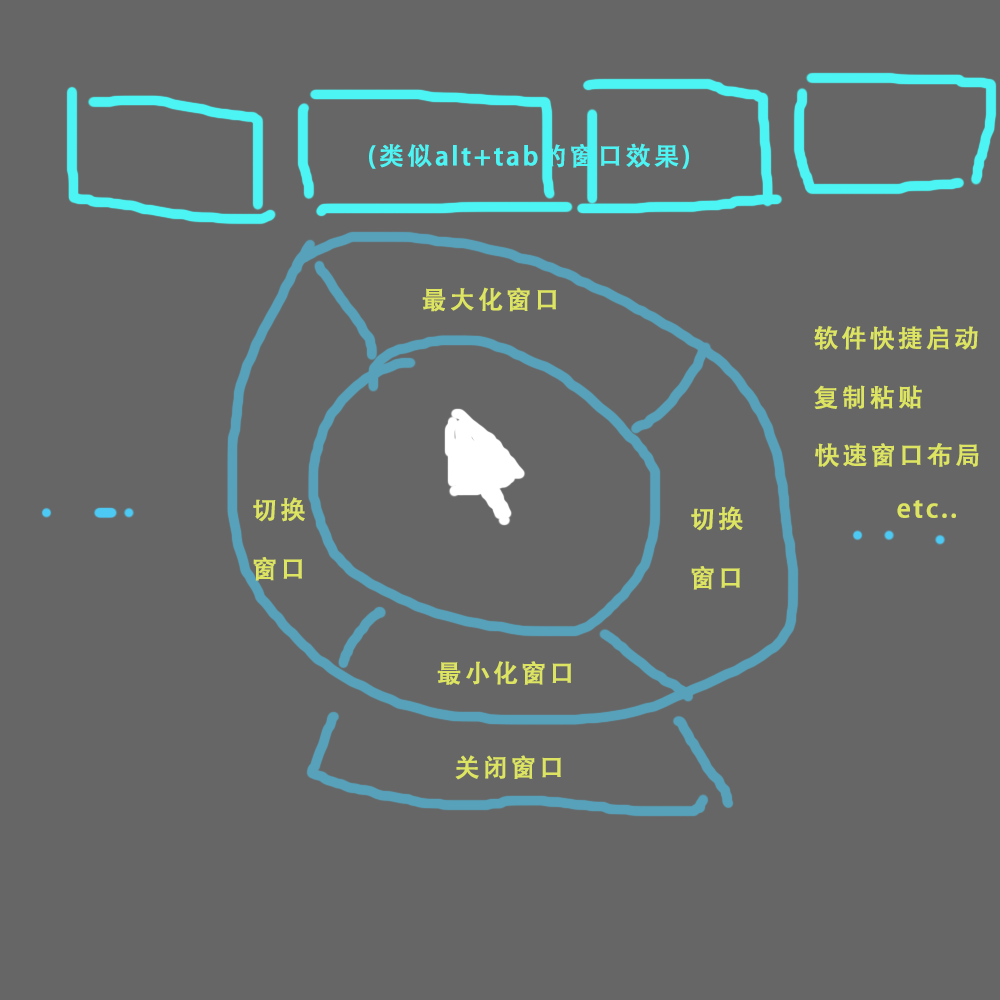 (类似alt+tab的窗口效果)
最大化窗口
软件快捷启动
复制粘贴
快速窗口布局
etc..
切换
窗口
切换
窗口
最小化窗口
关闭窗口